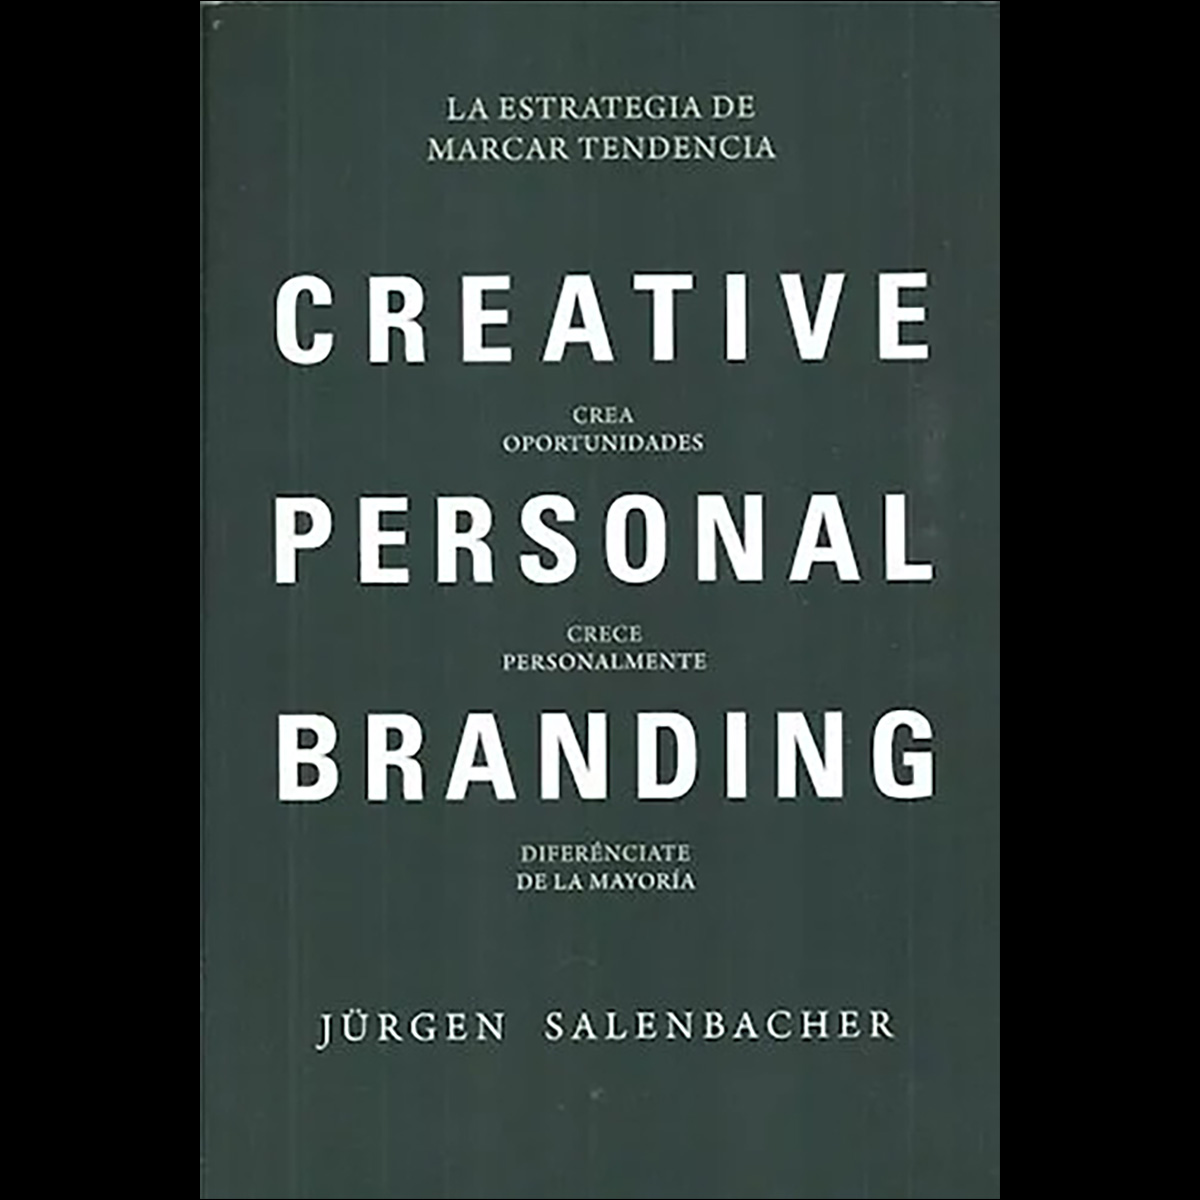 LA ESTRATEGIA DE
MARCAR TENDENCIA
CREATIVE
CREA
OPORTUNIDADES
PERSONAL
CRECE
PERSONALMENTE
BRANDING
DIFERÉNCIATE
DE LA MAYORÍA
JÜRGEN SALENBACHER